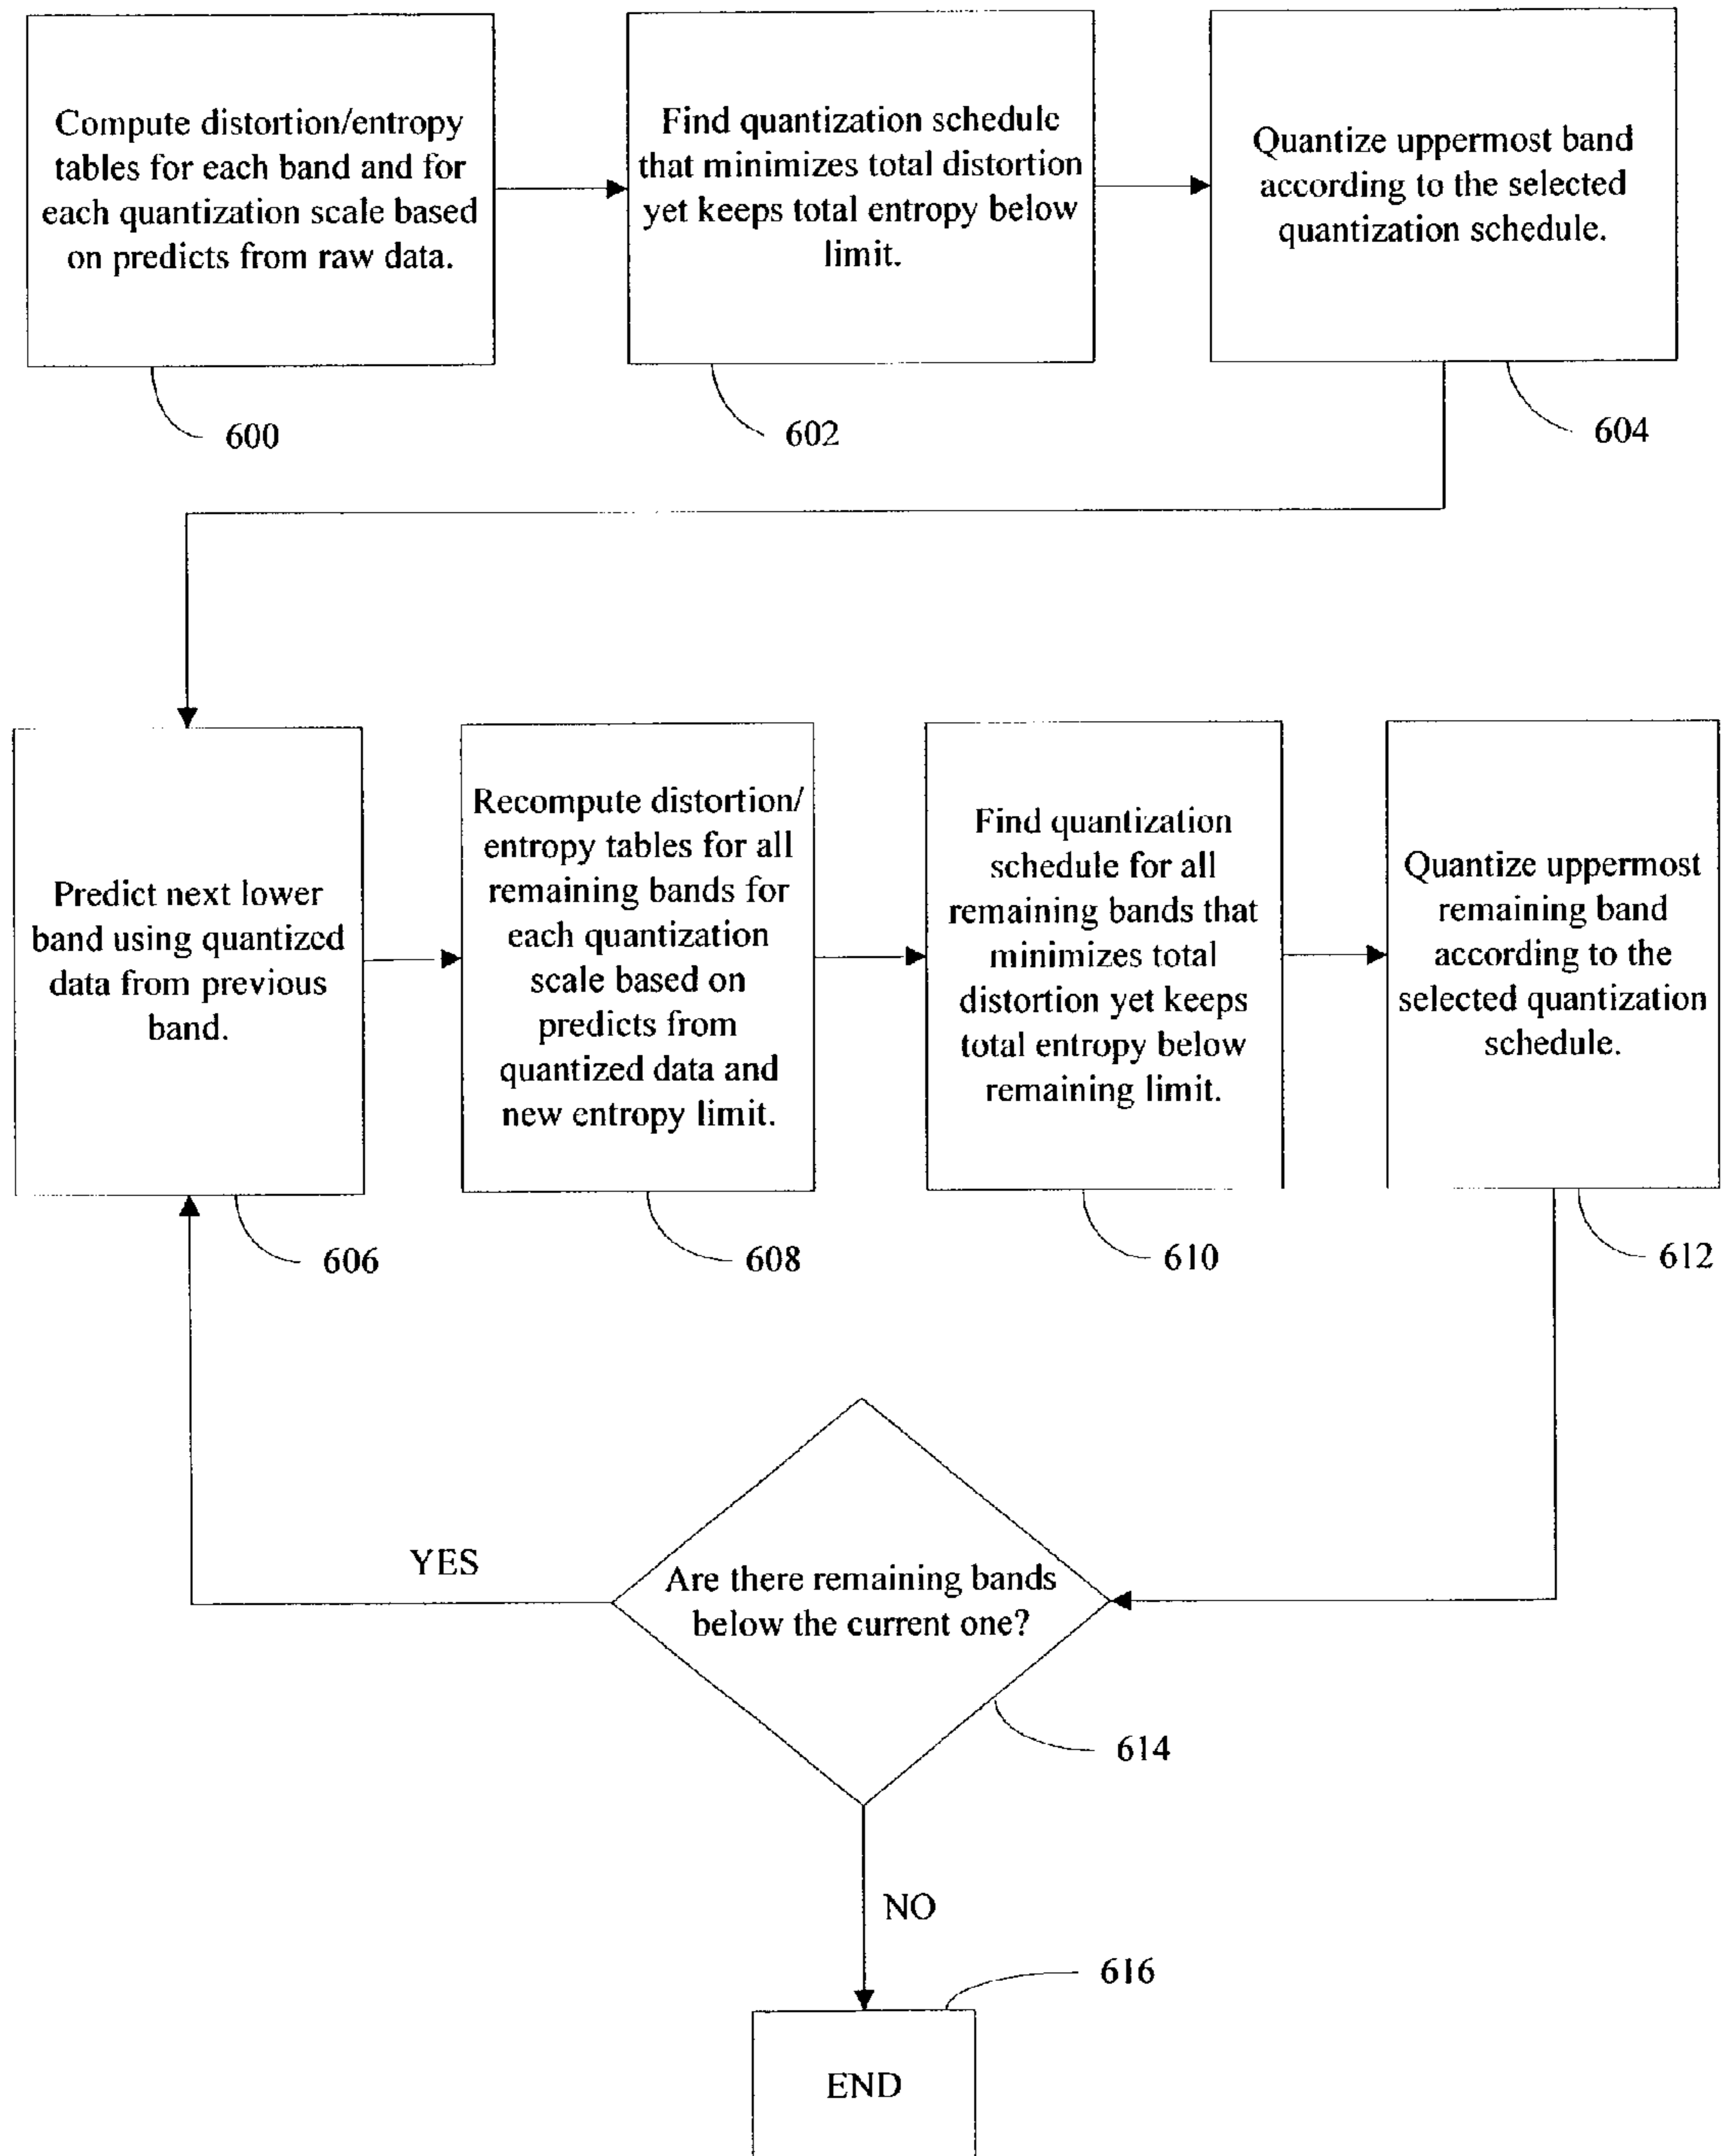 Compute distortion/entropy
tables for each band and for
each quantization scale based
on predicts from raw data.
Find quantization schedule
that minimizes total distortion
yet keeps total entropy below
limit.
Quantize uppermost band
according to the selected
quantization schedule.
600
602
604
Predict next lower
band using quantized
data from previous
band.
Recompute distortion/
entropy tables for all
remaining bands for
each quantization
scale based on
predicts from
quantized data and
new entropy limit.
Find quantization
schedule for all
remaining bands that
minimizes total
distortion yet keeps
total entropy below
remaining limit.
Quantize uppermost
remaining band
according to the
selected quantization
schedule.
606
608
610
612
YES
Are there remaining bands
below the current one?
614
NO
616
END